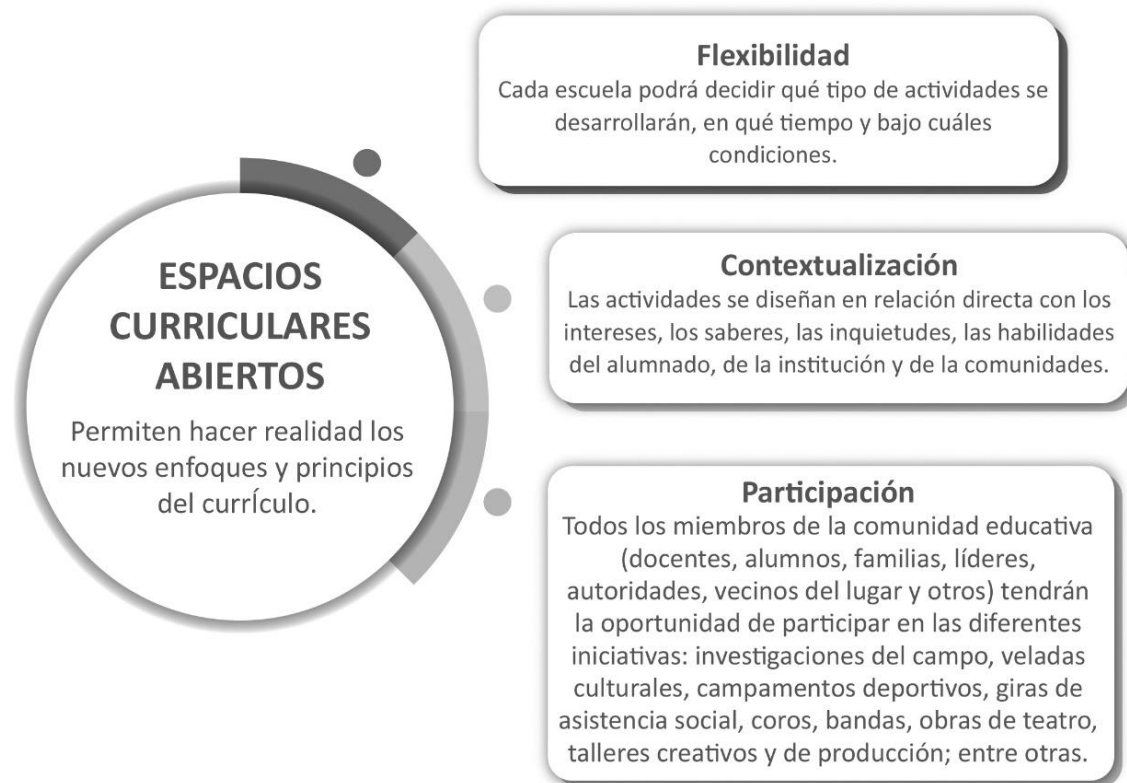 ESPACIOS
CURRICULARES
ABIERTOS
Permiten hacer realidad los
nuevos enfoques y principios
del currÍculo.
Flexibilidad
Cada escuela podrá decidir qué tipo de actividades se
desarrollarán, en qué tiempo y bajo cuáles
condiciones.
Contextualización
Las actividades se diseñan en relación directa con los
intereses, los saberes, las inquietudes, las habilidades
del alumnado, de la institución y de la comunidades.
Participación
Todos los miembros de la comunidad educativa
(docentes, alumnos, familias, líderes,
autoridades, vecinos del lugar y otros) tendrán
la oportunidad de participar en las diferentes
iniciativas: investigaciones del campo, veladas
culturales, campamentos deportivos, giras de
asistencia social, coros, bandas, obras de teatro,
talleres creativos y de producción; entre otras.